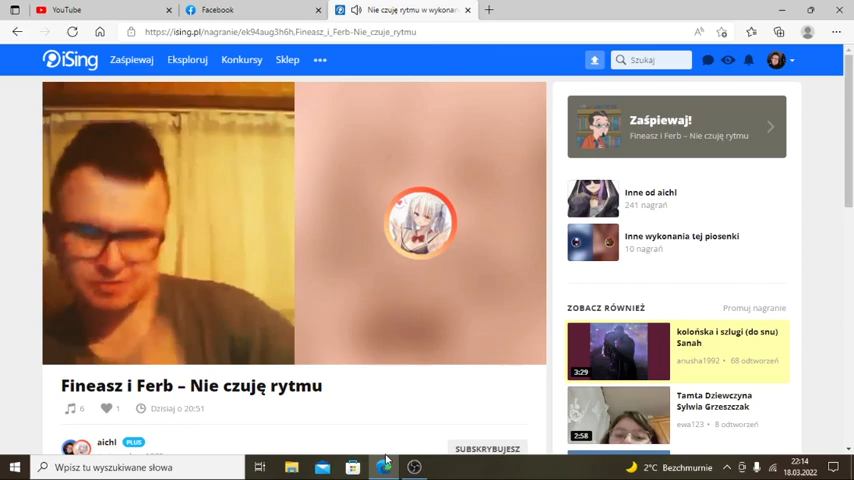 YouTube
Facebook
Nie czuję rytmu w wykonan
https://ising.pl/nagranie/ek94aug3h6h,Fineasz_i_Ferb-Nie_czuje_rytmu
iSing
Zaśpiewaj
Eksploruj
Konkursy
Sklep
Szukaj
Zaśpiewaj!
Fineasz i Ferb – Nie czuję rytmu
Inne od aichl
241 nagrań
Inne wykonania tej piosenki
10 nagrań
ZOBACZ RÓWNIEŻ
Promuj nagranie
kolońska i szlugi (do snu)
Sanah
anusha1992 • 68 odtworzeń
3:29
Tamta Dziewczyna
Sylwia Grzeszczak
ewa123 • 8 odtworzeń
2:58
Fineasz i Ferb – Nie czuję rytmu
6
1
Dzisiaj o 20:51
aichl
PLUS
SUBSKRYBUJESZ
Wpisz tu wyszukiwane słowa
2°C Bezchmurnie
22:14
18.03.2022